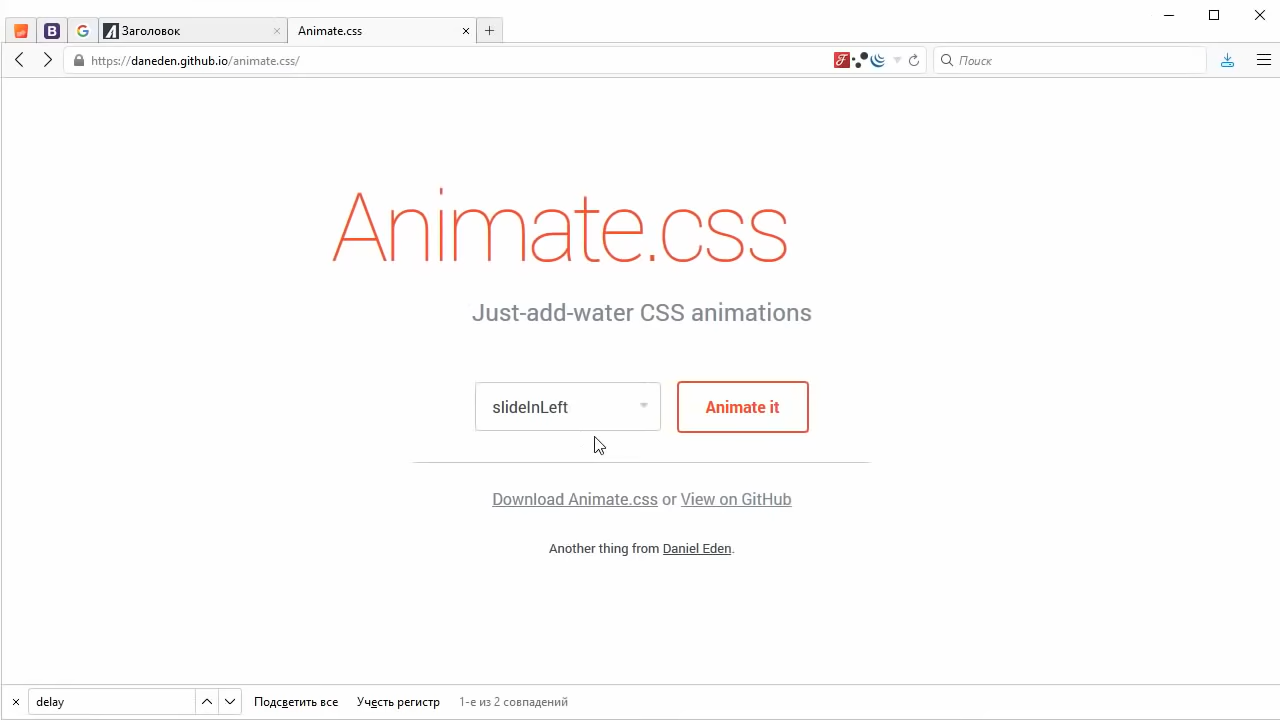 B
G
Заголовок
Animate.css
https://daneden.github.io/animate.css/
Поиск
Animate.css
Just-add-water CSS animations
slideInLeft
Animate it
Download Animate.css or View on GitHub
Another thing from Daniel Eden.
delay
Подсветить все
Учесть регистр
1-е из 2 совпадений